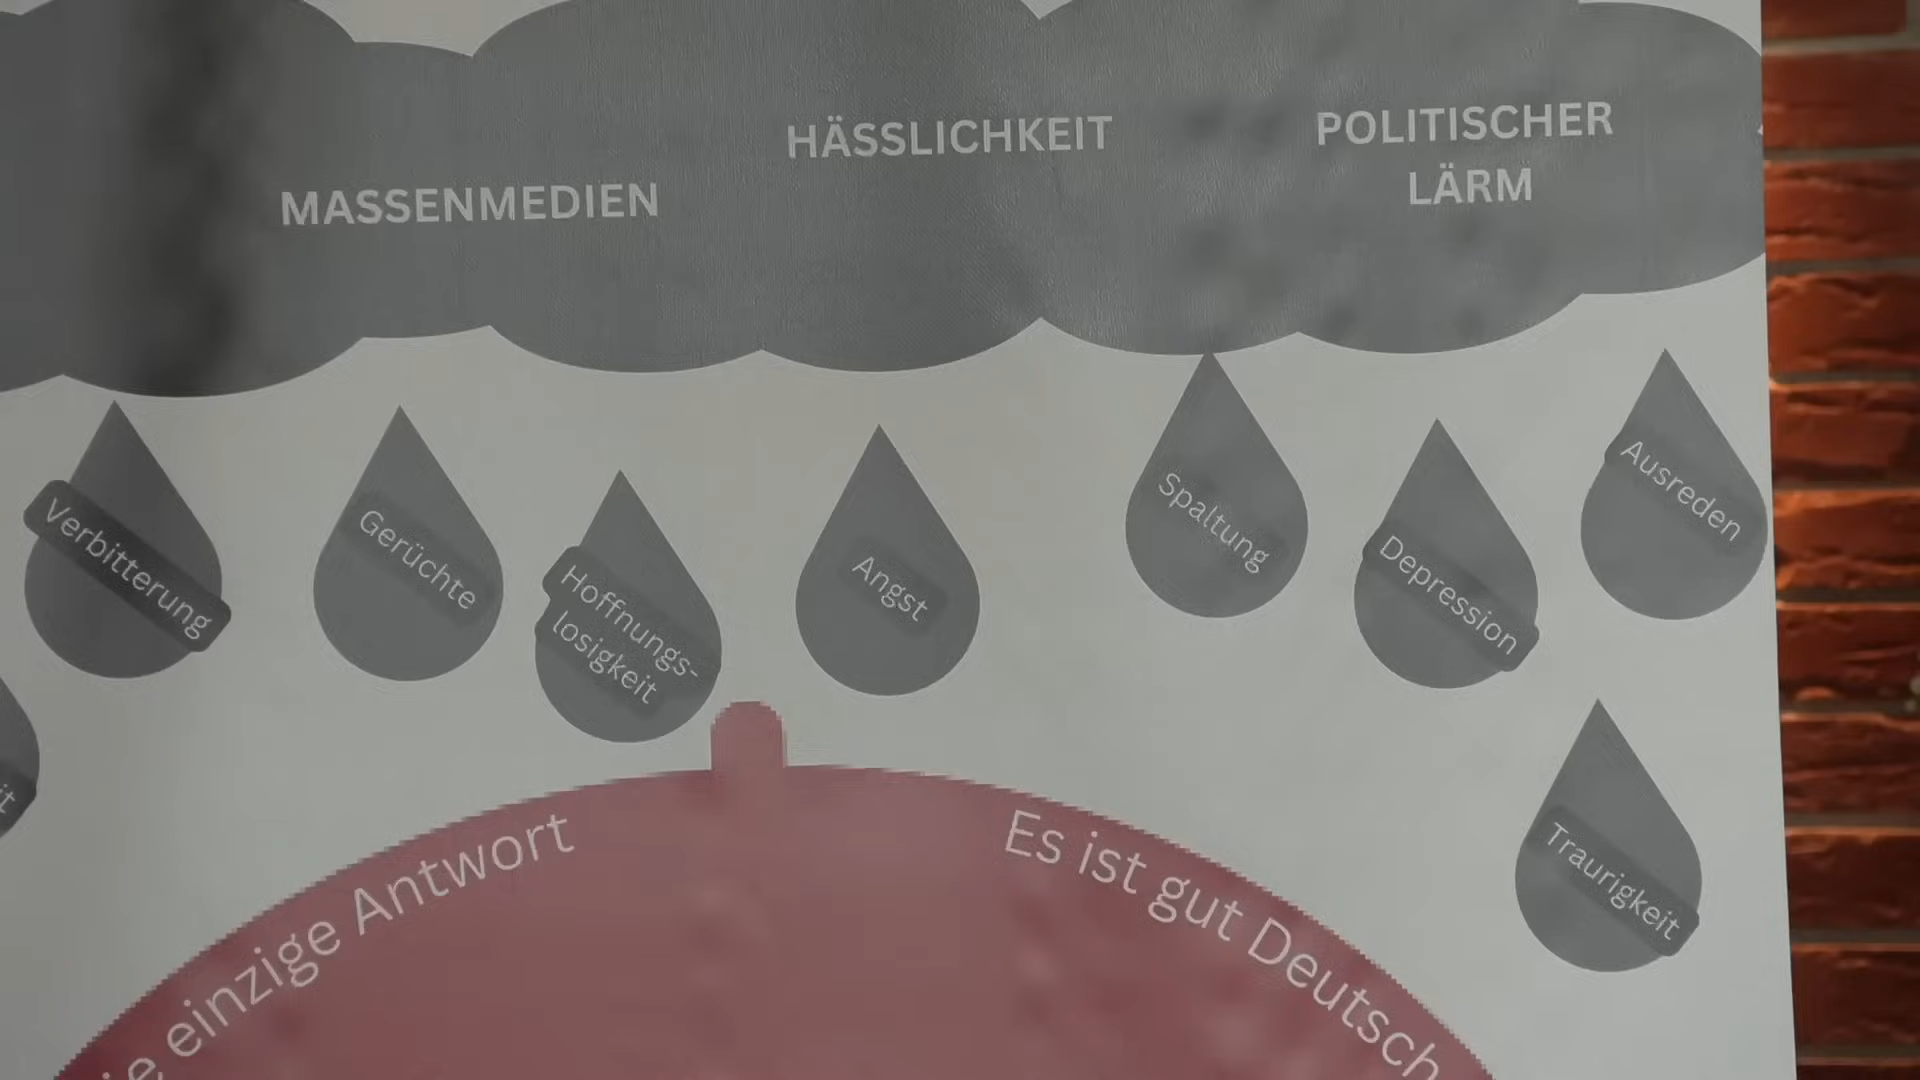 MASSENMEDIEN
HÄSSLICHKEIT
POLITISCHER
LÄRM
Verbitterung
Gerüchte
Hoffnungs-
losigkeit
Angst
Spaltung
Depression
Ausreden
Traurigkeit
einzige Antwort
Es ist gut Deutsch